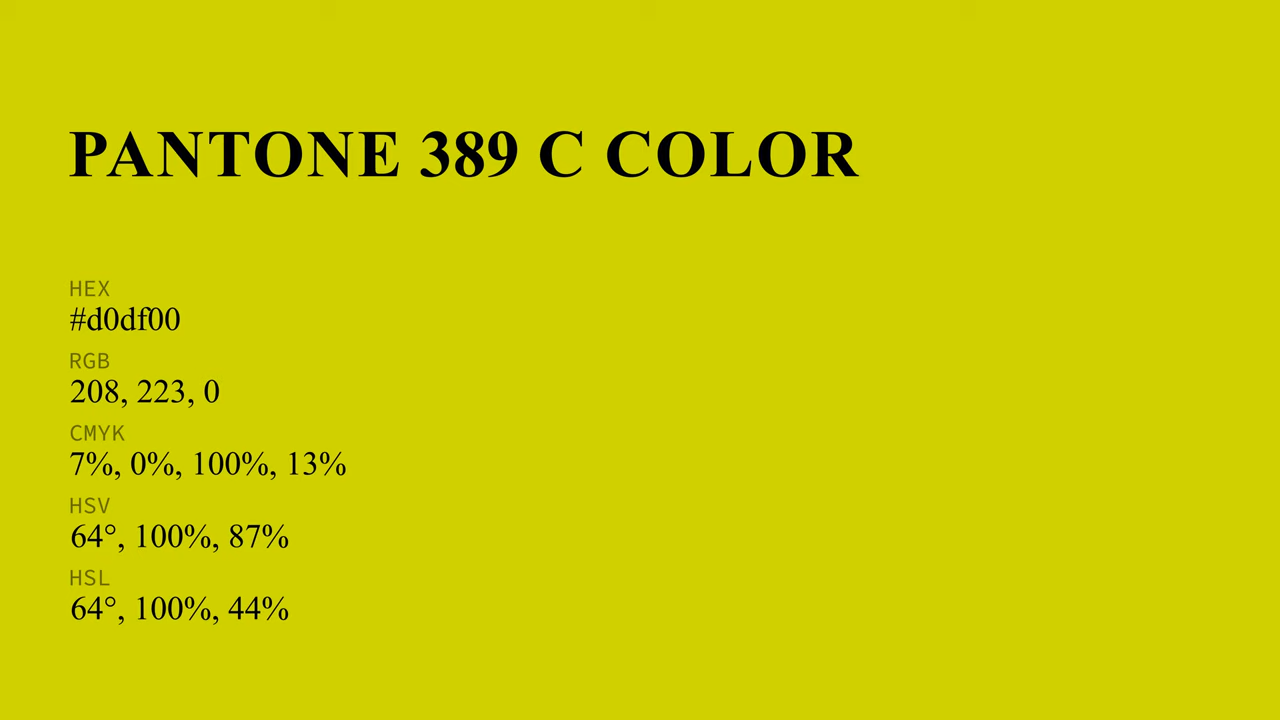 PANTONE 389 C COLOR
HEX
#d0df00
RGB
208, 223, 0
CMYK
7%, 0%, 100%, 13%
HSV
64°, 100%, 87%
HSL
64°, 100%, 44%